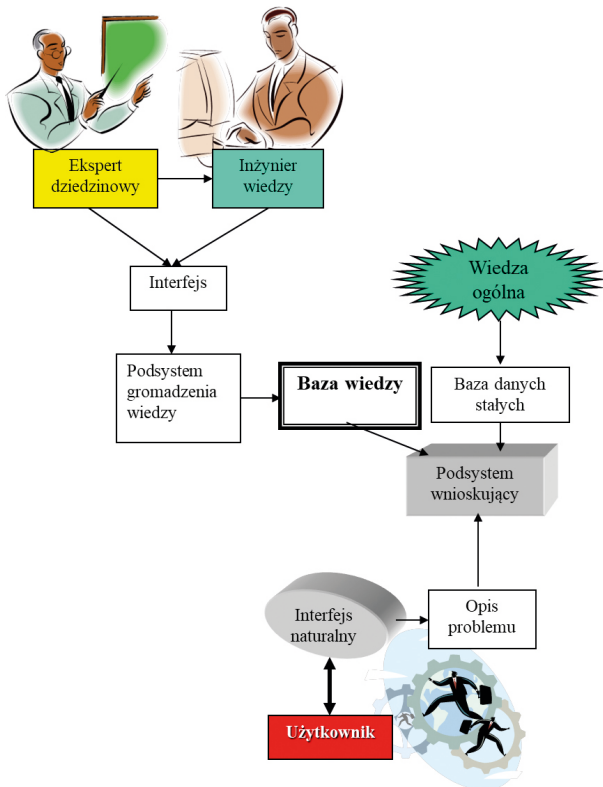 Ekspert
dziedzinowy
Inżynier
wiedzy
Interfejs
Wiedza
ogólna
Podsystem
gromadzenia
wiedzy
Baza wiedzy
Baza danych
stałych
Podsystem
wnioskujący
Interfejs
naturalny
Opis
problemu
Użytkownik